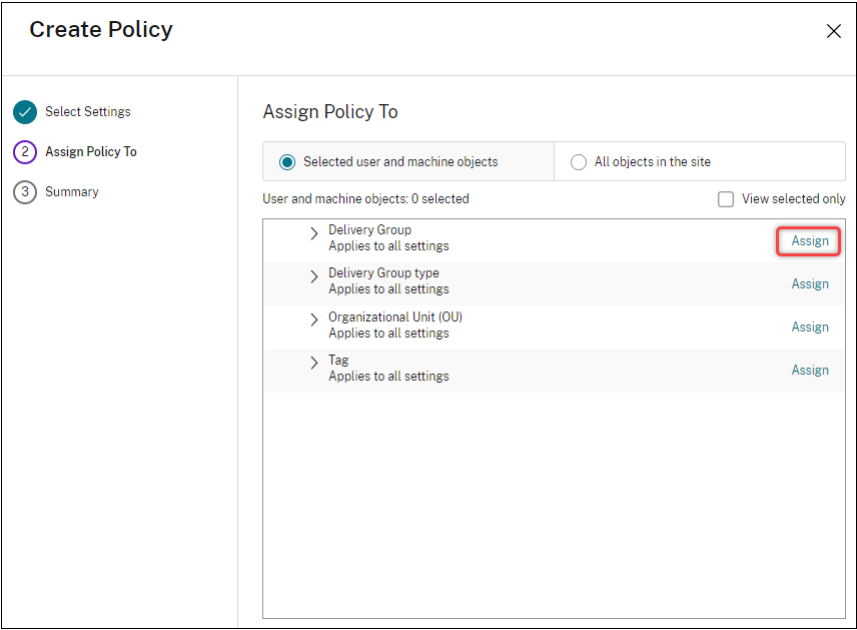 Create Policy
Select Settings
2 Assign Policy To
3 Summary
Assign Policy To
Selected user and machine objects
All objects in the site
User and machine objects: 0 selected
View selected only
Delivery Group
Applies to all settings
Assign
Delivery Group type
Applies to all settings
Assign
Organizational Unit (OU)
Applies to all settings
Assign
Tag
Applies to all settings
Assign